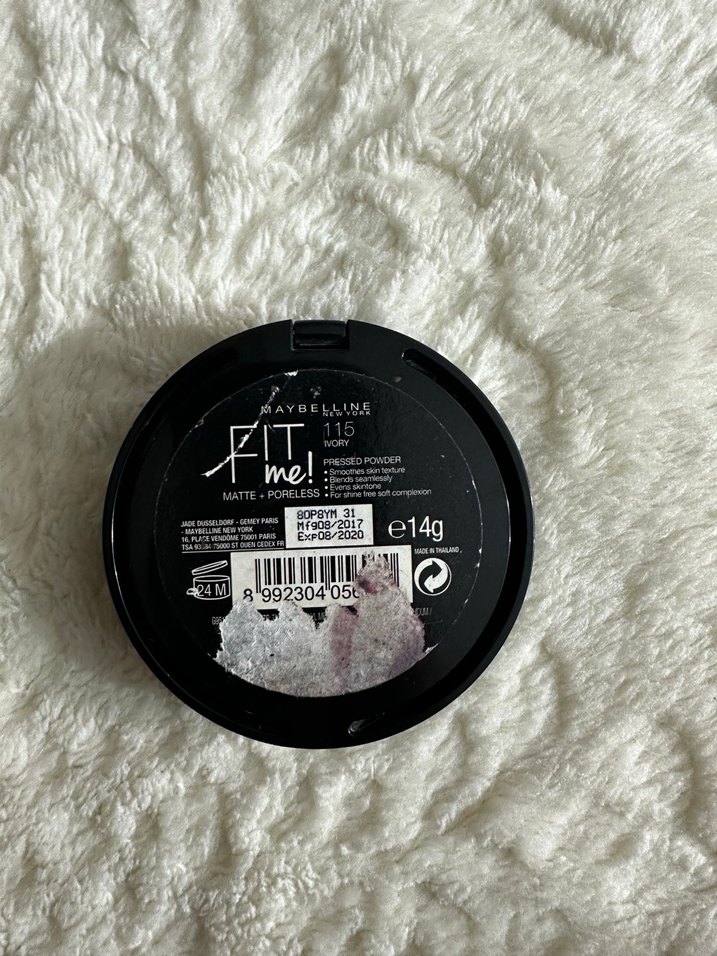 MAYBELLINE
NEW YORK
FIT
me!
MATTE + PORELESS
115
IVORY
PRESSED POWDER
• Smoothes skin texture
• Blends seamlessly
• Evens skintone
• For shine free soft complexion
JADE DUSSELDORF - GEMEY PARIS
- MAYBELLINE NEW YORK
16, PLACE VENDÔME 75001 PARIS
TSA 75000 ST OUEN CEDEX FR
80P8YM 31
Mfg08/2017
Exp08/2020
e14g
MADE IN THAILAND
24 M
8 992304 056